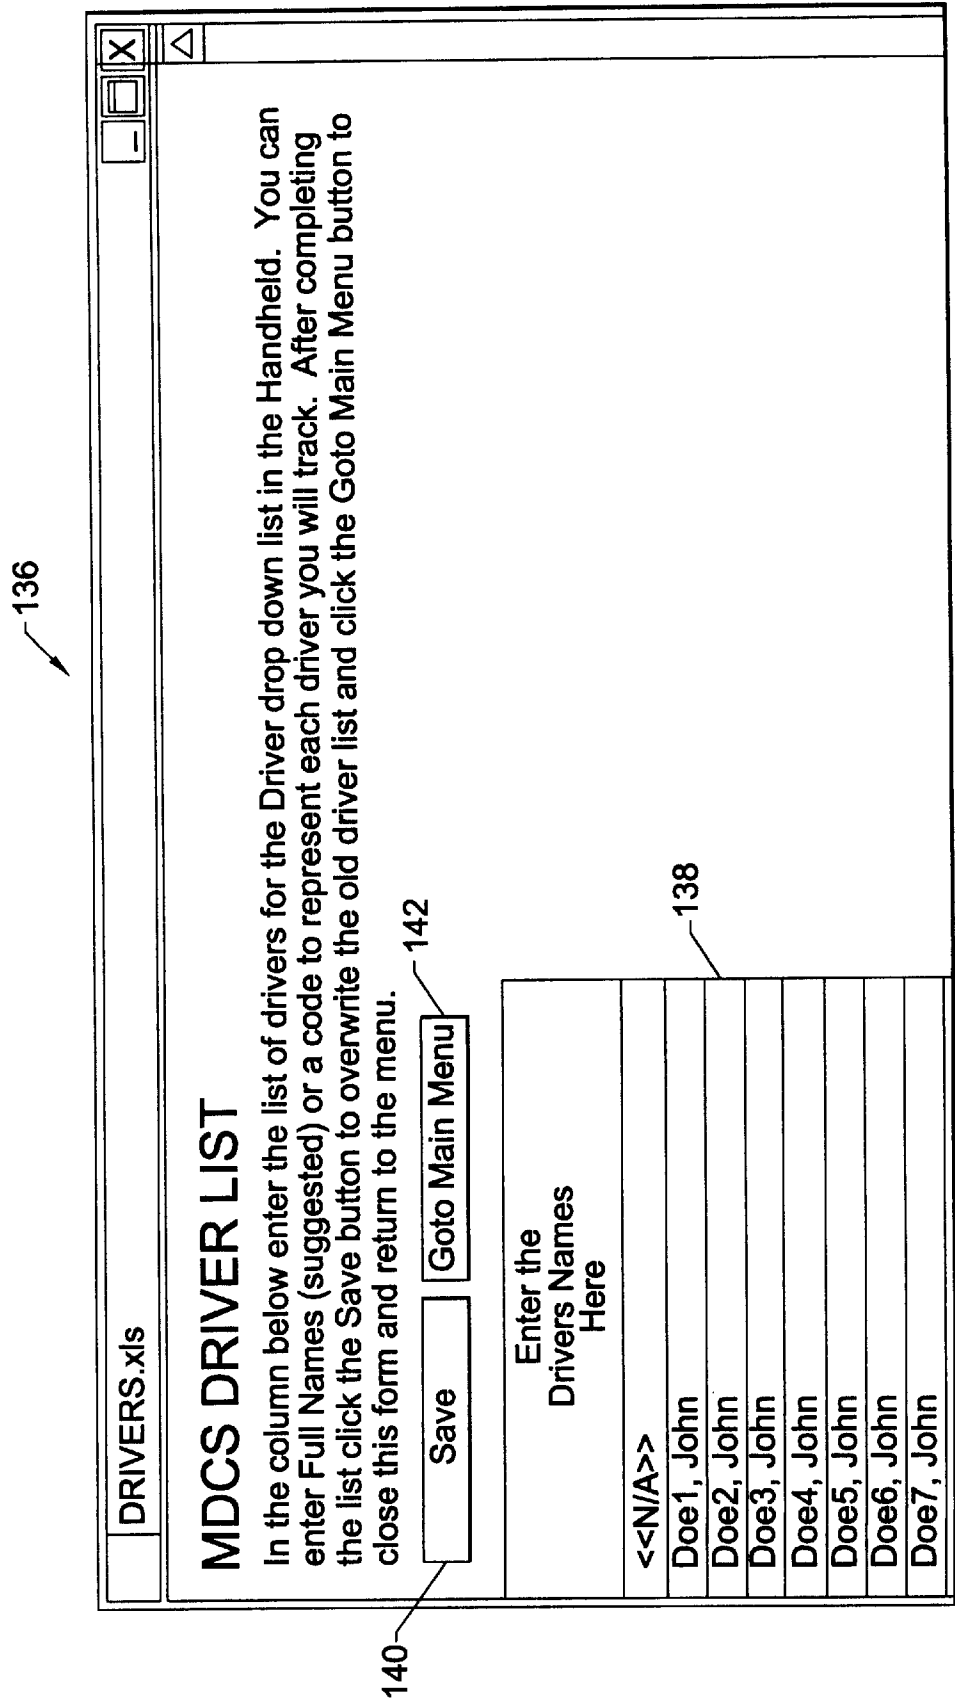 136
DRIVERS.xls
MDCS DRIVER LIST
In the column below enter the list of drivers for the Driver drop down list in the Handheld. You can
enter Full Names (suggested) or a code to represent each driver you will track. After completing
the list click the Save button to overwrite the old driver list and click the Goto Main Menu button to
close this form and return to the menu.
140
Save
Goto Main Menu
142
Enter the
Drivers Names
Here
138
<<N/A>>
Doe1, John
Doe2, John
Doe3, John
Doe4, John
Doe5, John
Doe6, John
Doe7, John